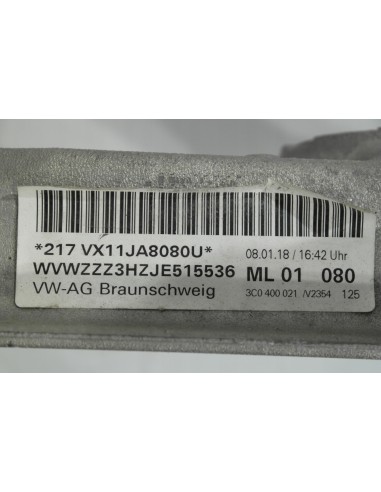 *217 VX11JA8080U*
08.01.18 / 16:42 Uhr
WVWZZZ3HZJE515536
ML 01 080
VW-AG Braunschweig
3C0 400 021 /V2354 125